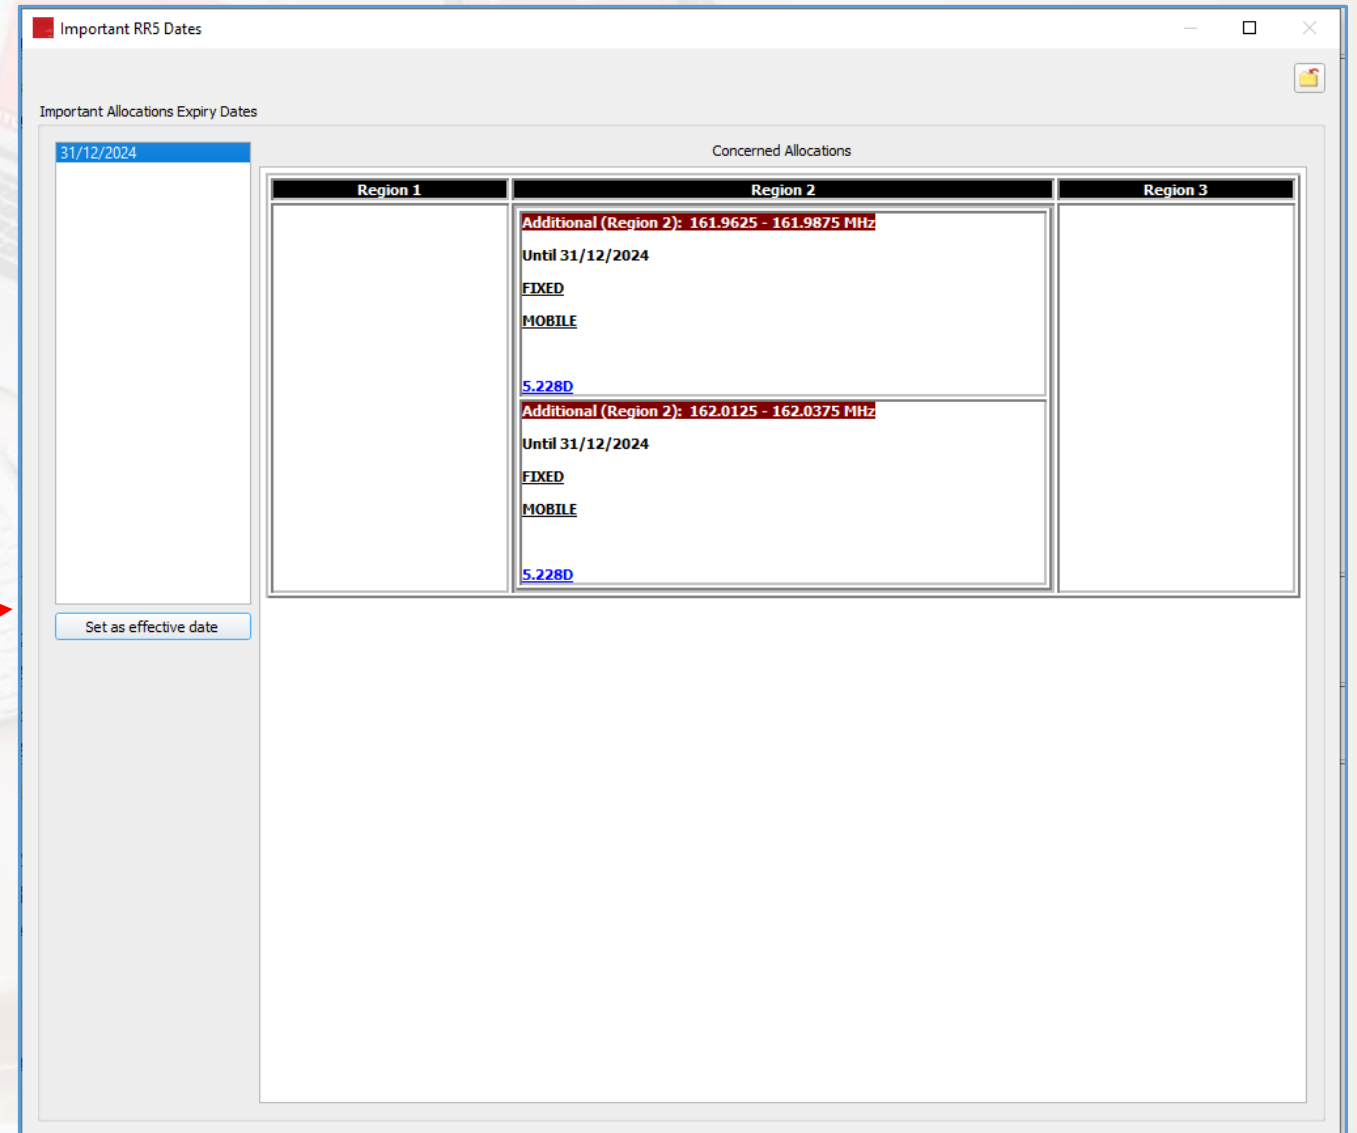 Important RR5 Dates
Important Allocations Expiry Dates
31/12/2024
Concerned Allocations
Region 1 Region 2 Region 3
Additional (Region 2): 161.9625 - 161.9875 MHz
Until 31/12/2024
FIXED
MOBILE
5.228D
Additional (Region 2): 162.0125 - 162.0375 MHz
Until 31/12/2024
FIXED
MOBILE
5.228D
Set as effective date